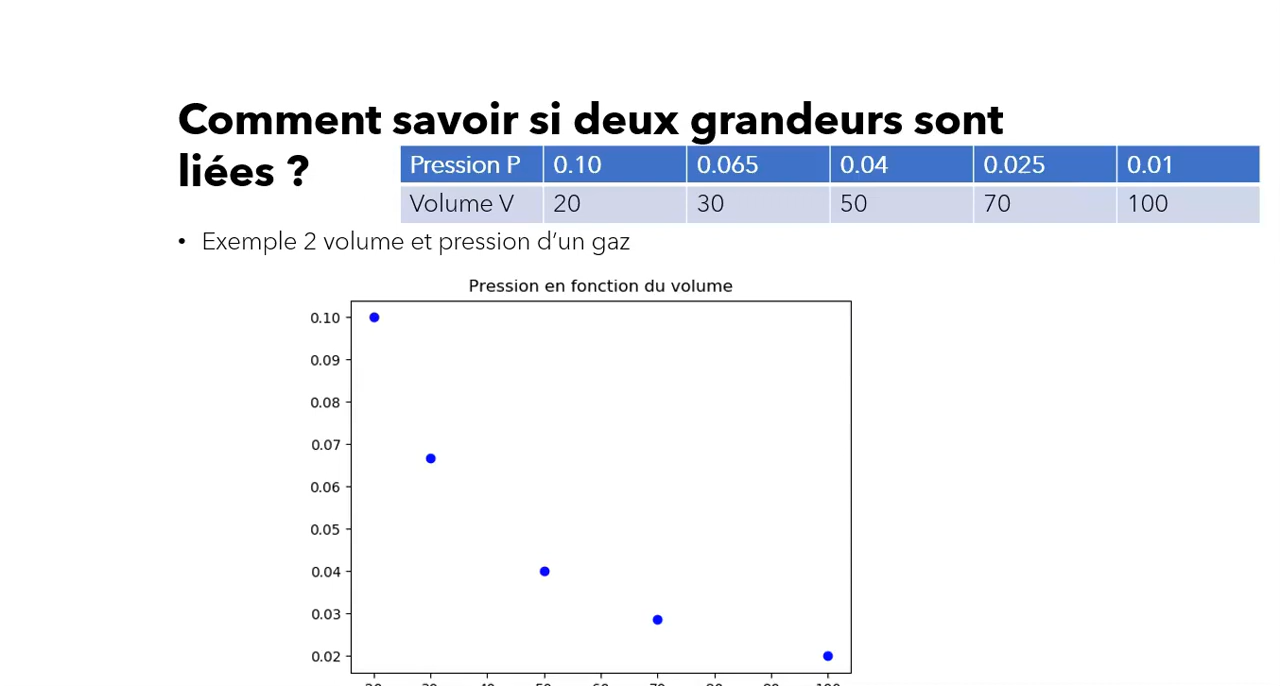 Comment savoir si deux grandeurs sont
liées ?
Pression P 0.10 0.065 0.04 0.025 0.01
Volume V 20 30 50 70 100
• Exemple 2 volume et pression d’un gaz
Pression en fonction du volume
0.10
0.09
0.08
0.07
0.06
0.05
0.04
0.03
0.02